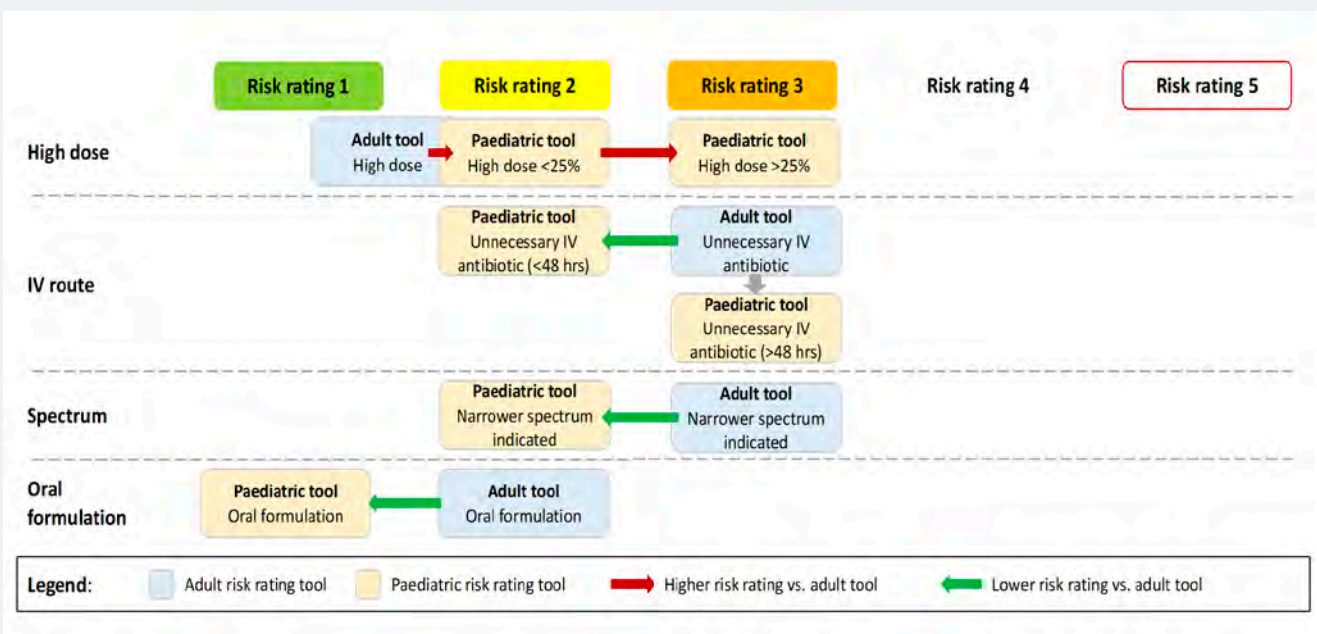 Risk rating 1
Risk rating 2
Risk rating 3
Risk rating 4
Risk rating 5
High dose
Adult tool
High dose
Paediatric tool
High dose <25%
Paediatric tool
High dose >25%
IV route
Paediatric tool
Unnecessary IV
antibiotic (<48 hrs)
Adult tool
Unnecessary IV
antibiotic
Paediatric tool
Unnecessary IV
antibiotic (>48 hrs)
Spectrum
Paediatric tool
Narrower spectrum
indicated
Adult tool
Narrower spectrum
indicated
Oral
formulation
Paediatric tool
Oral formulation
Adult tool
Oral formulation
Legend:
Adult risk rating tool
Paediatric risk rating tool
Higher risk rating vs. adult tool
Lower risk rating vs. adult tool